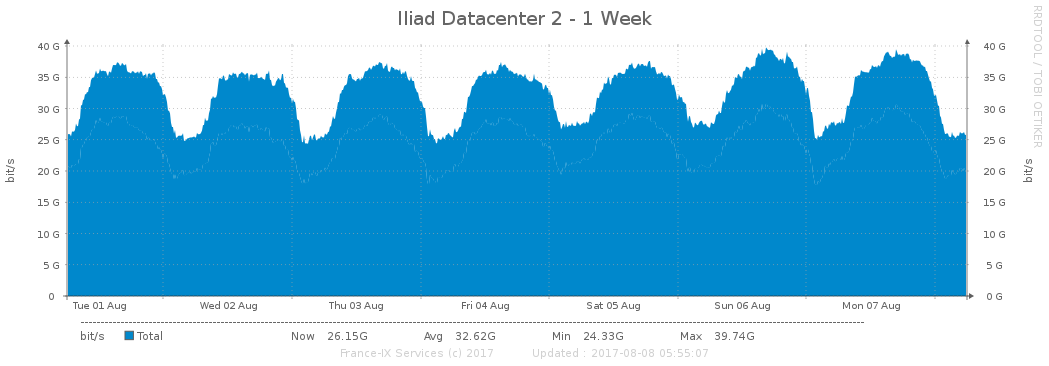 Iliad Datacenter 2 - 1 Week
RRDTOOL / TOBI OETIKER
40 G 40 G
35 G 35 G
30 G 30 G
25 G 25 G
20 G 20 G
15 G 15 G
10 G 10 G
5 G 5 G
0 0 G
bit/s bit/s
Tue 01 Aug Wed 02 Aug Thu 03 Aug Fri 04 Aug Sat 05 Aug Sun 06 Aug Mon 07 Aug
bit/s Total Now 26.15G Avg 32.62G Min 24.33G Max 39.74G
France-IX Services (c) 2017 Updated : 2017-08-08 05:55:07